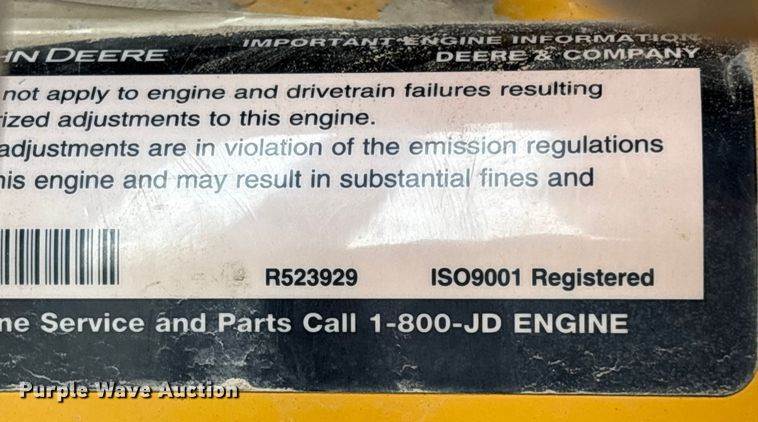 IMPORTANT ENGINE INFORMATION
HN DEERE DEERE & COMPANY
not apply to engine and drivetrain failures resulting
ized adjustments to this engine.
adjustments are in violation of the emission regulations
his engine and may result in substantial fines and
R523929 ISO9001 Registered
ne Service and Parts Call 1-800-JD ENGINE
Purple Wave Auction